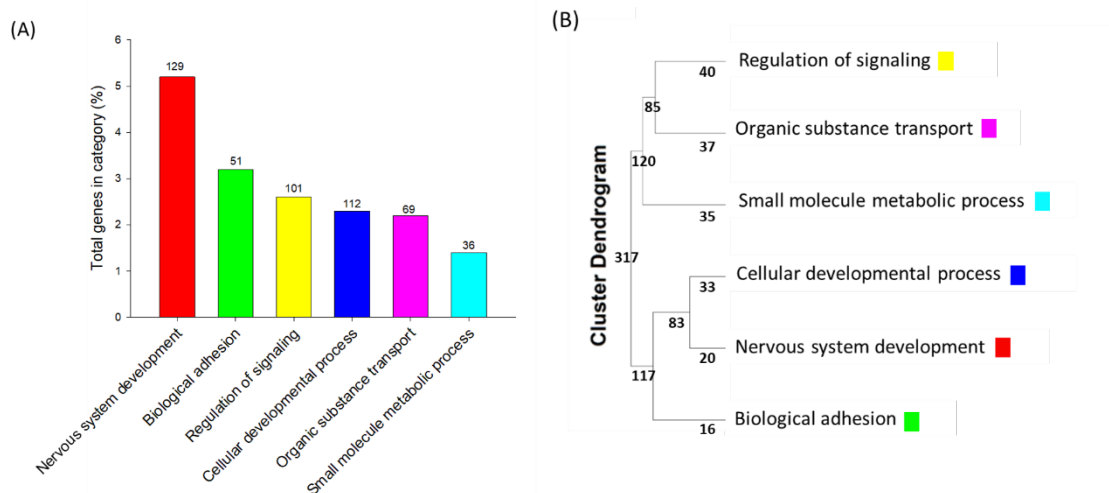 (A)
Total genes in category (%)
6
5
4
3
2
1
0
129
51
101
112
69
36
Nervous system development
Biological adhesion
Regulation of signaling
Cellular developmental process
Organic substance transport
Small molecule metabolic process
(B)
Cluster Dendrogram
317
120
85
40
Regulation of signaling
37
Organic substance transport
35
Small molecule metabolic process
117
83
33
Cellular developmental process
20
Nervous system development
16
Biological adhesion